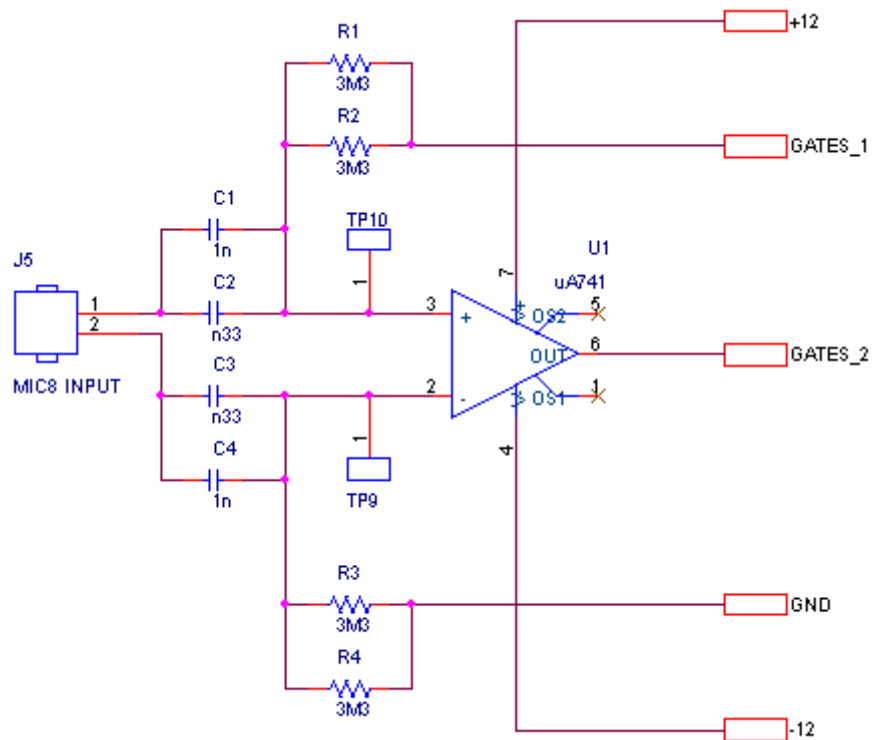 R1
3M3
+12
R2
3M3
GATES_1
C1
1n
TP10
1
U1
uA741
J5
1
2
MIC8 INPUT
C2
n33
3
+
7
+
V
OS2
5
OUT
6
GATES_2
C3
n33
2
-
V
OS1
1
4
C4
1n
1
TP9
R3
3M3
GND
R4
3M3
-12